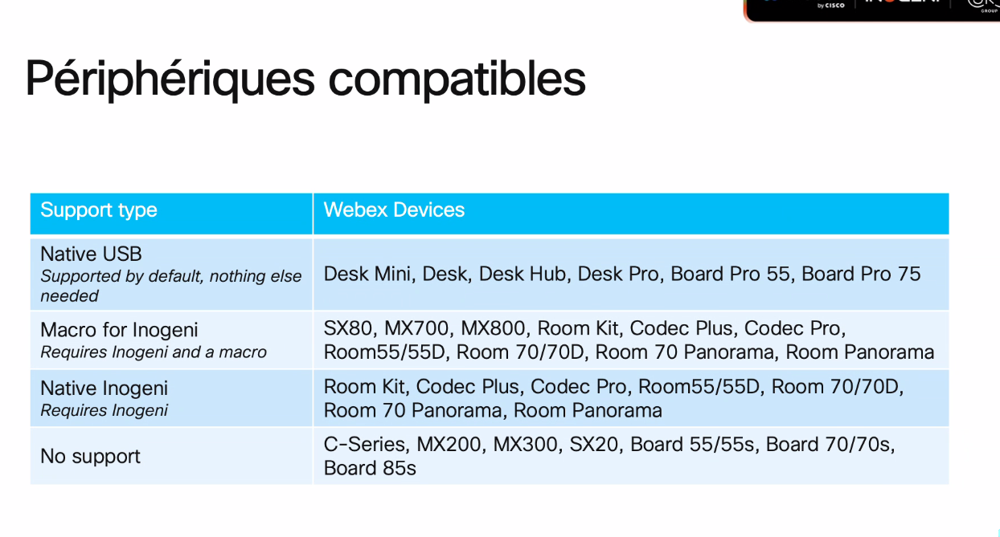 by CISCO
Périphériques compatibles
Support type
Webex Devices
Native USB
Supported by default, nothing else
needed
Desk Mini, Desk, Desk Hub, Desk Pro, Board Pro 55, Board Pro 75
Macro for Inogeni
Requires Inogeni and a macro
SX80, MX700, MX800, Room Kit, Codec Plus, Codec Pro,
Room55/55D, Room 70/70D, Room 70 Panorama, Room Panorama
Native Inogeni
Requires Inogeni
Room Kit, Codec Plus, Codec Pro, Room55/55D, Room 70/70D,
Room 70 Panorama, Room Panorama
No support
C-Series, MX200, MX300, SX20, Board 55/55s, Board 70/70s,
Board 85s
GROUP